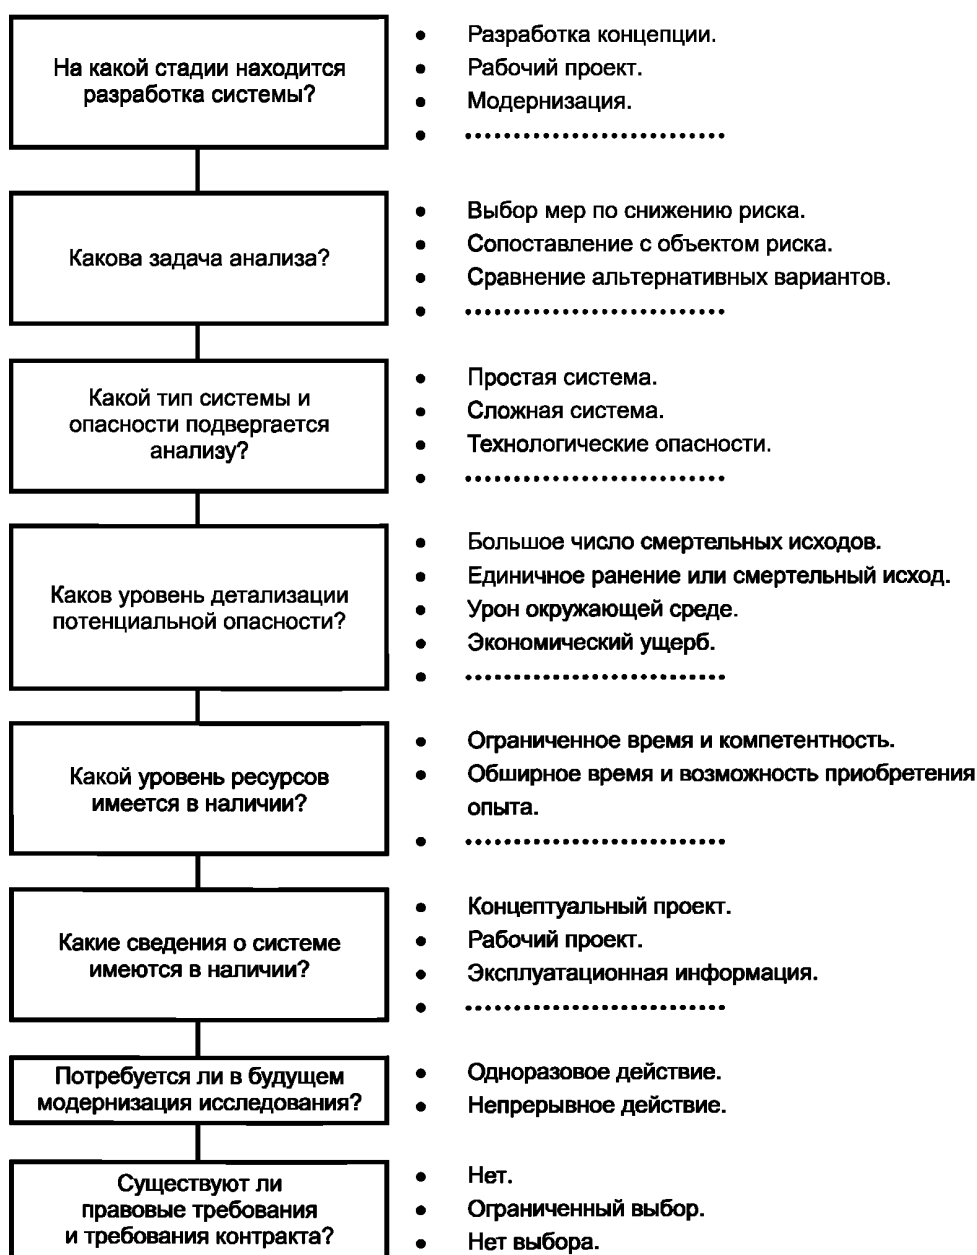 На какой стадии находится
разработка системы?
• Разработка концепции.
• Рабочий проект.
• Модернизация.
• ...........................
Какова задача анализа?
• Выбор мер по снижению риска.
• Сопоставление с объектом риска.
• Сравнение альтернативных вариантов.
• ...........................
Какой тип системы и
опасности подвергается
анализу?
• Простая система.
• Сложная система.
• Технологические опасности.
• ...........................
Каков уровень детализации
потенциальной опасности?
• Большое число смертельных исходов.
• Единичное ранение или смертельный исход.
• Урон окружающей среде.
• Экономический ущерб.
• ...........................
Какой уровень ресурсов
имеется в наличии?
• Ограниченное время и компетентность.
• Обширное время и возможность приобретения
опыта.
• ...........................
Какие сведения о системе
имеются в наличии?
• Концептуальный проект.
• Рабочий проект.
• Эксплуатационная информация.
• ...........................
Потребуется ли в будущем
модернизация исследования?
• Одноразовое действие.
• Непрерывное действие.
Существуют ли
правовые требования
и требования контракта?
• Нет.
• Ограниченный выбор.
• Нет выбора.